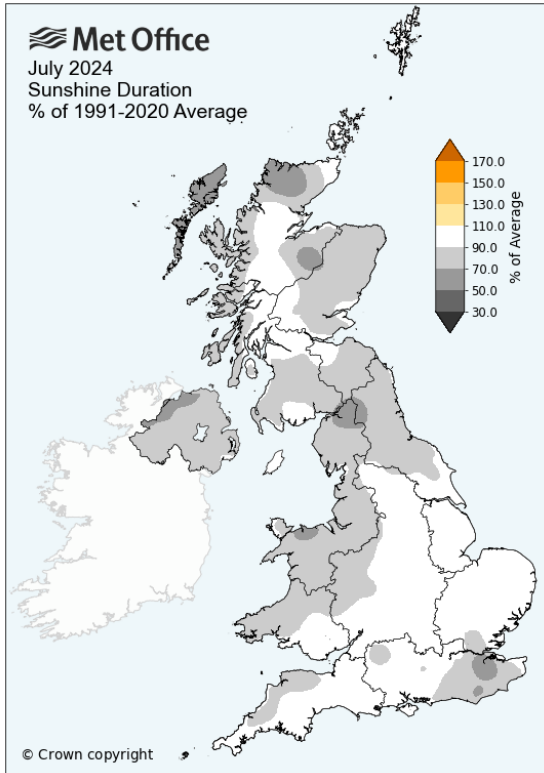 Met Office
July 2024
Sunshine Duration
% of 1991-2020 Average
170.0
150.0
130.0
110.0
90.0
70.0
50.0
30.0
% of Average
© Crown copyright